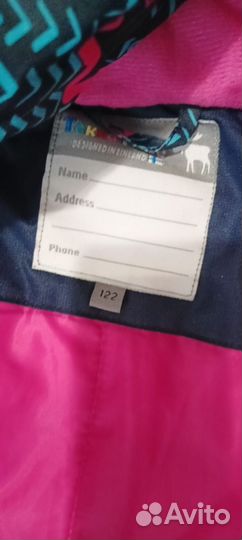 DESIGNED IN FINLAND
Name
Address
Phone
122
Avito